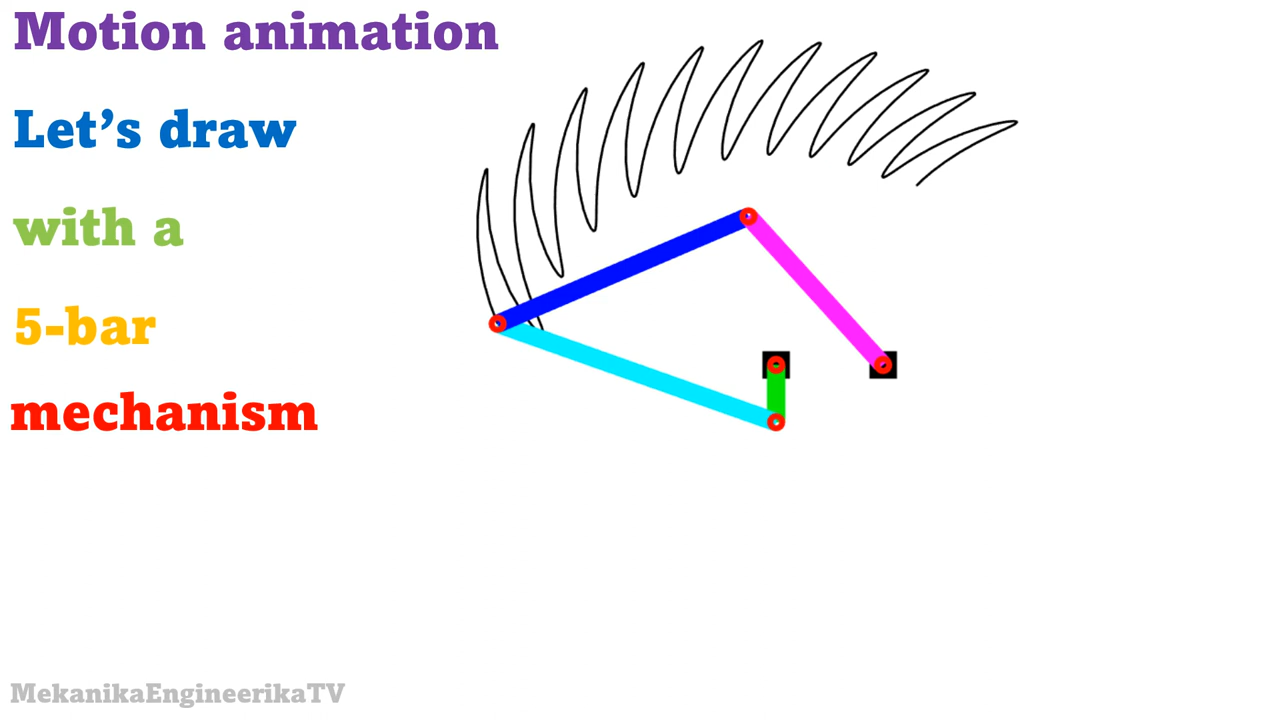 Motion animation
Let's draw
with a
5-bar
mechanism
MekanikaEngineerikaTV